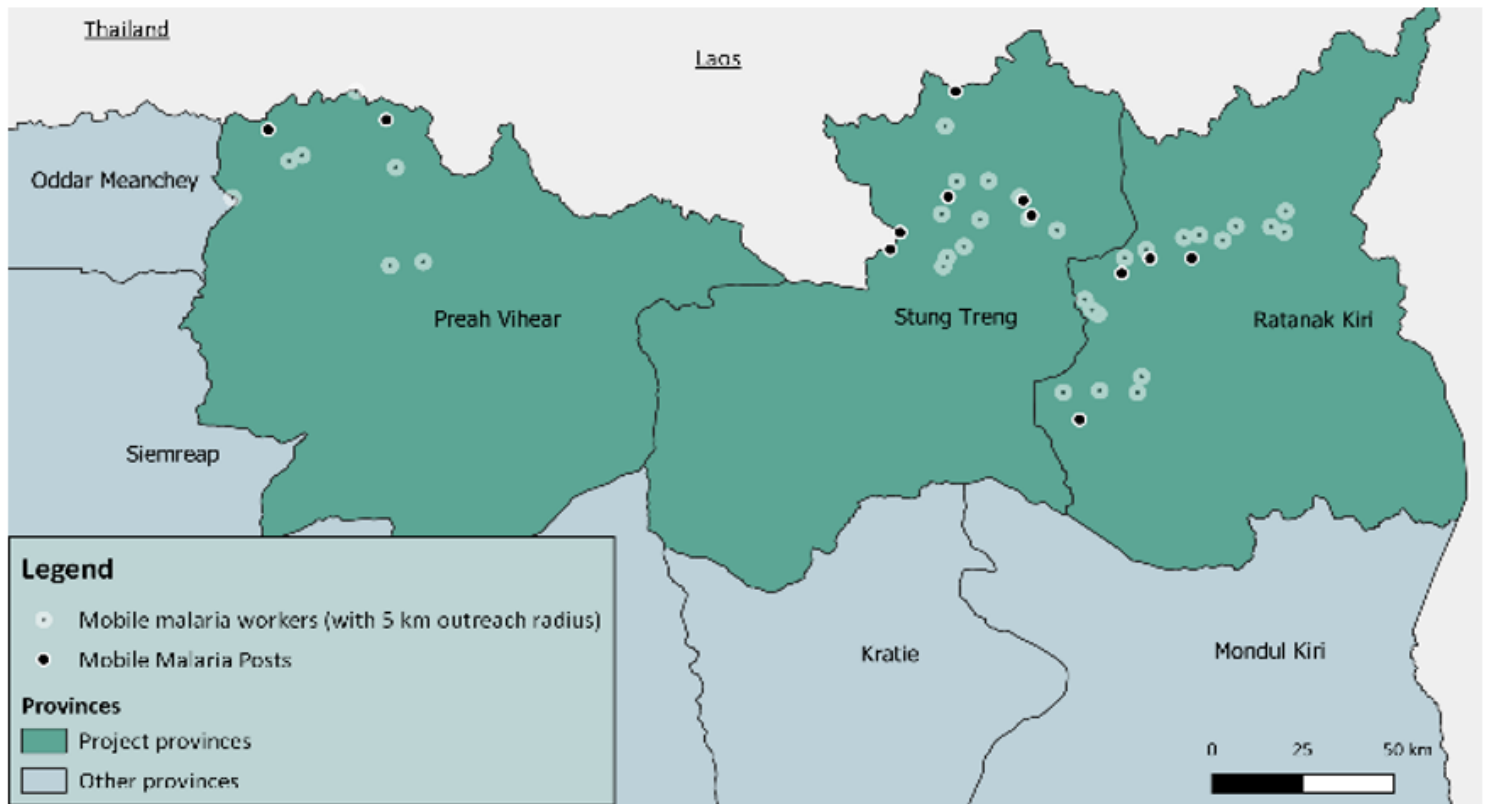 Thailand
Laos
Oddar Meanchey
Preah Vihear
Stung Treng
Ratanak Kiri
Siemreap
Kratie
Mondul Kiri
Legend
Mobile malaria workers (with 5 km outreach radius)
Mobile Malaria Posts
Provinces
Project provinces
Other provinces
0 25 50 km